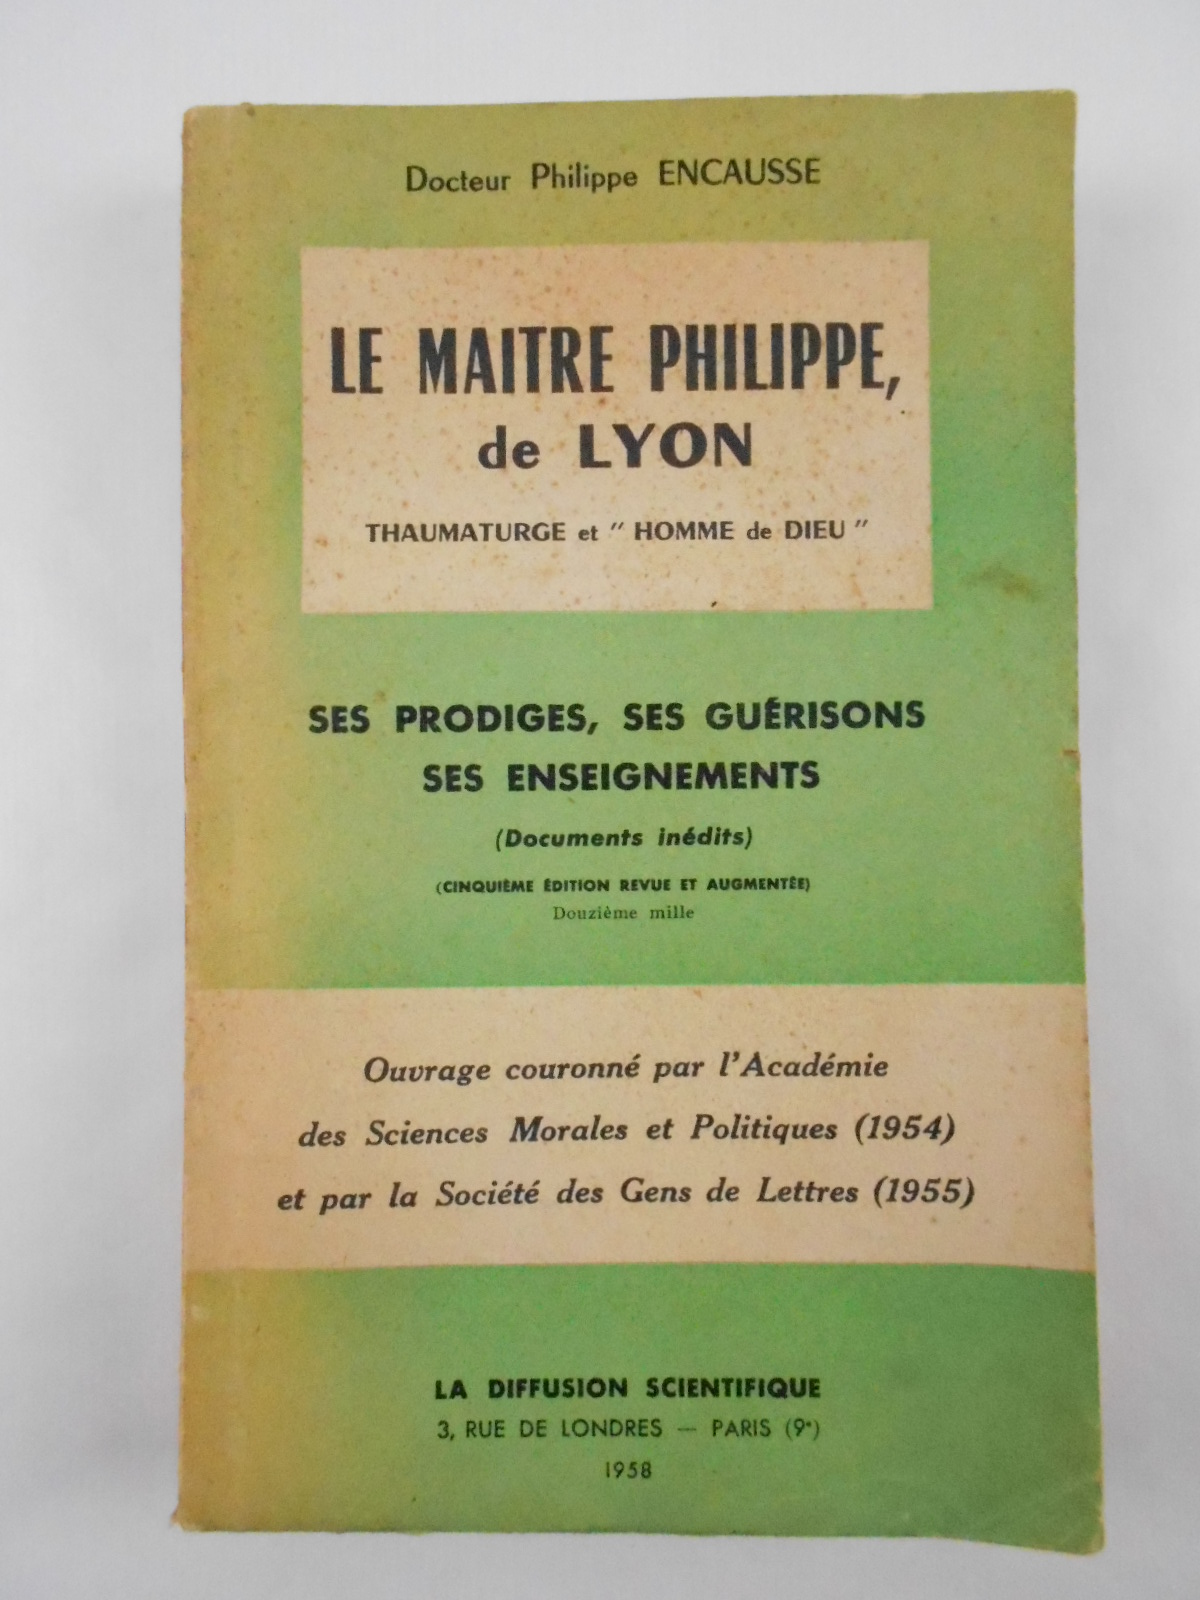 Docteur Philippe ENCAUSSE
LE MAITRE PHILIPPE,
de LYON
THAUMATURGE et " HOMME de DIEU "
SES PRODIGES, SES GUÉRISONS
SES ENSEIGNEMENTS
(Documents inédits)
(CINQUIÈME ÉDITION REVUE ET AUGMENTÉE)
Douzième mille
Ouvrage couronné par l'Académie
des Sciences Morales et Politiques (1954)
et par la Société des Gens de Lettres (1955)
LA DIFFUSION SCIENTIFIQUE
3, RUE DE LONDRES — PARIS (9e)
1958